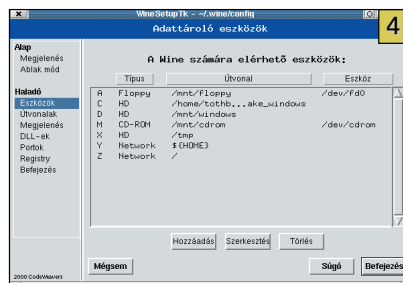 WineSetupTk - ~/.wine/config
4
Adattároló eszközök
Alap
Megjelenés
Ablak mód
Haladó
Eszközök
Útvonalak
Megjelenés
DLL-ek
Portok
Registry
Befejezés
A Wine számára elérhető eszközök:
Típus Útvonal Eszköz
A Floppy /mnt/floppy /dev/fd0
C HD /home/tothb...ake_windows
D HD /mnt/windows
M CD-ROM /mnt/cdrom /dev/cdrom
X HD /tmp
Y Network ${HOME}
Z Network /
Hozzáadás Szerkesztés Törlés
Mégsem Súgó Befejezés
2000 CodeWeavers